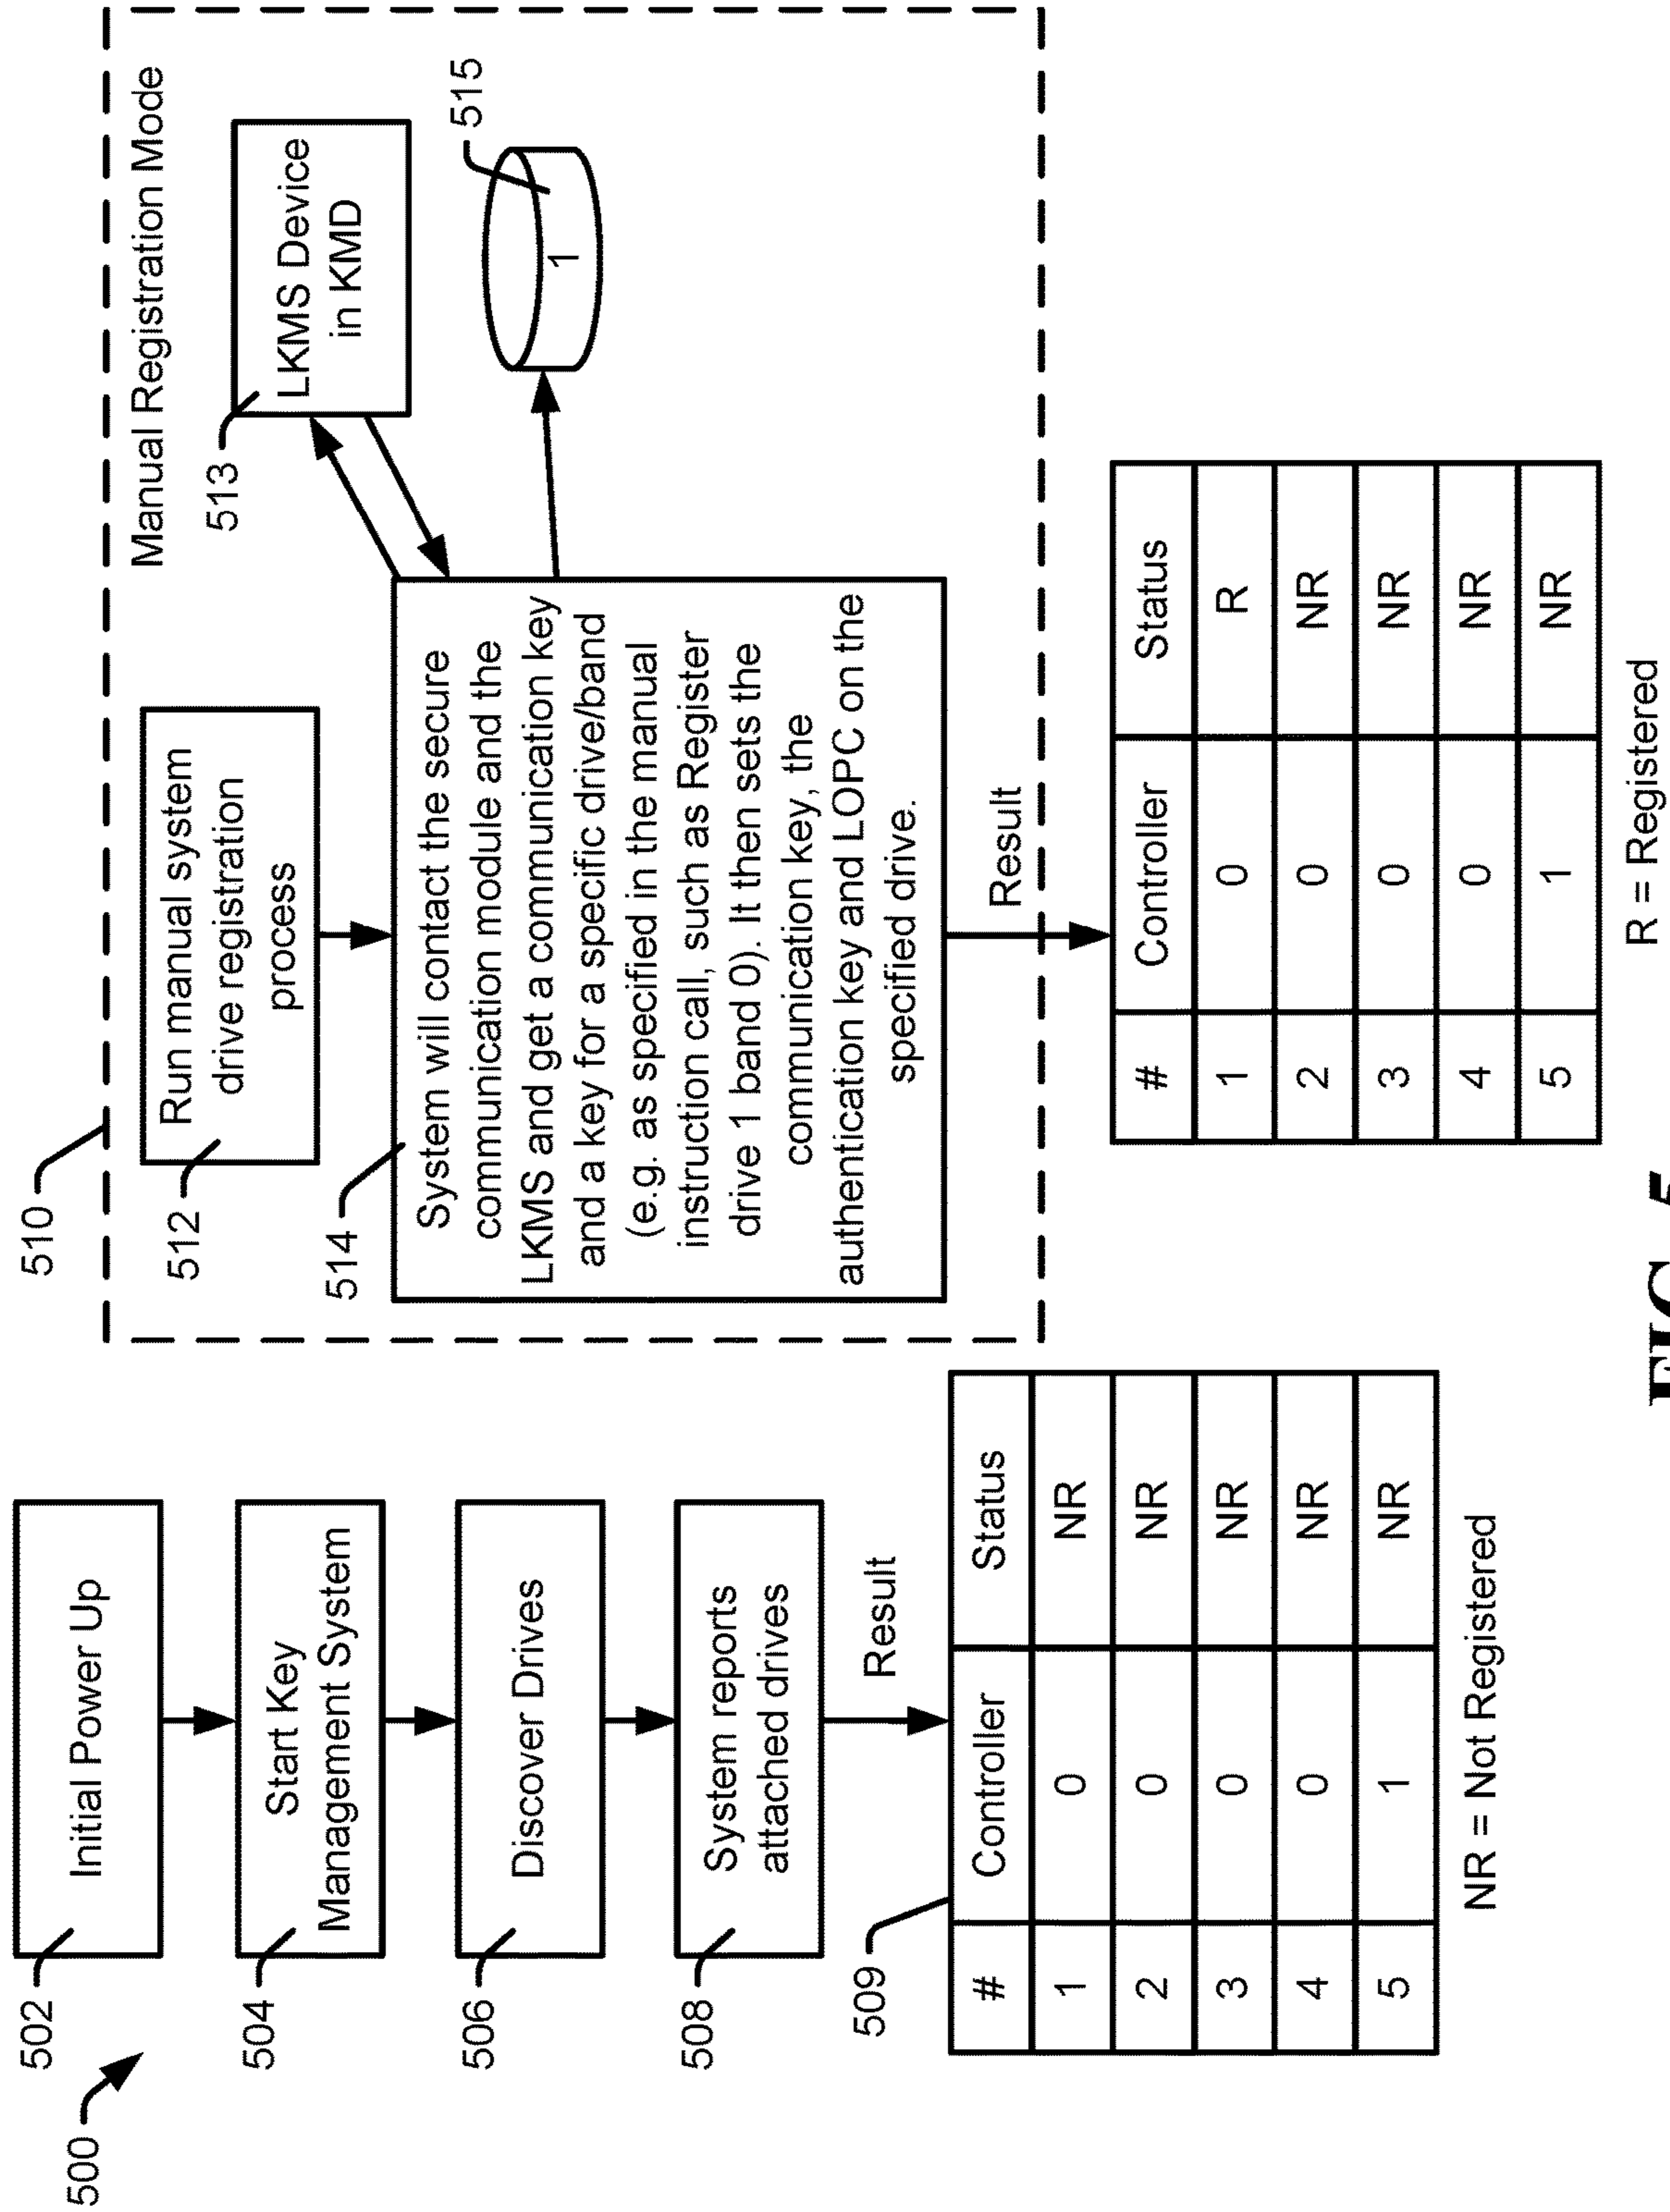 500
502
Initial Power Up
504
Start Key
Management System
506
Discover Drives
508
System reports
attached drives
Result
509
# Controller Status
1 0 NR
2 0 NR
3 0 NR
4 0 NR
5 1 NR
NR = Not Registered
510
Manual Registration Mode
512
Run manual system
drive registration
process
513
LKMS Device
in KMD
514
System will contact the secure
communication module and the
LKMS and get a communication key
and a key for a specific drive/band
(e.g. as specified in the manual
instruction call, such as Register
drive 1 band 0). It then sets the
communication key, the
authentication key and LOPC on the
specified drive.
515
1
Result
# Controller Status
1 0 R
2 0 NR
3 0 NR
4 0 NR
5 1 NR
R = Registered